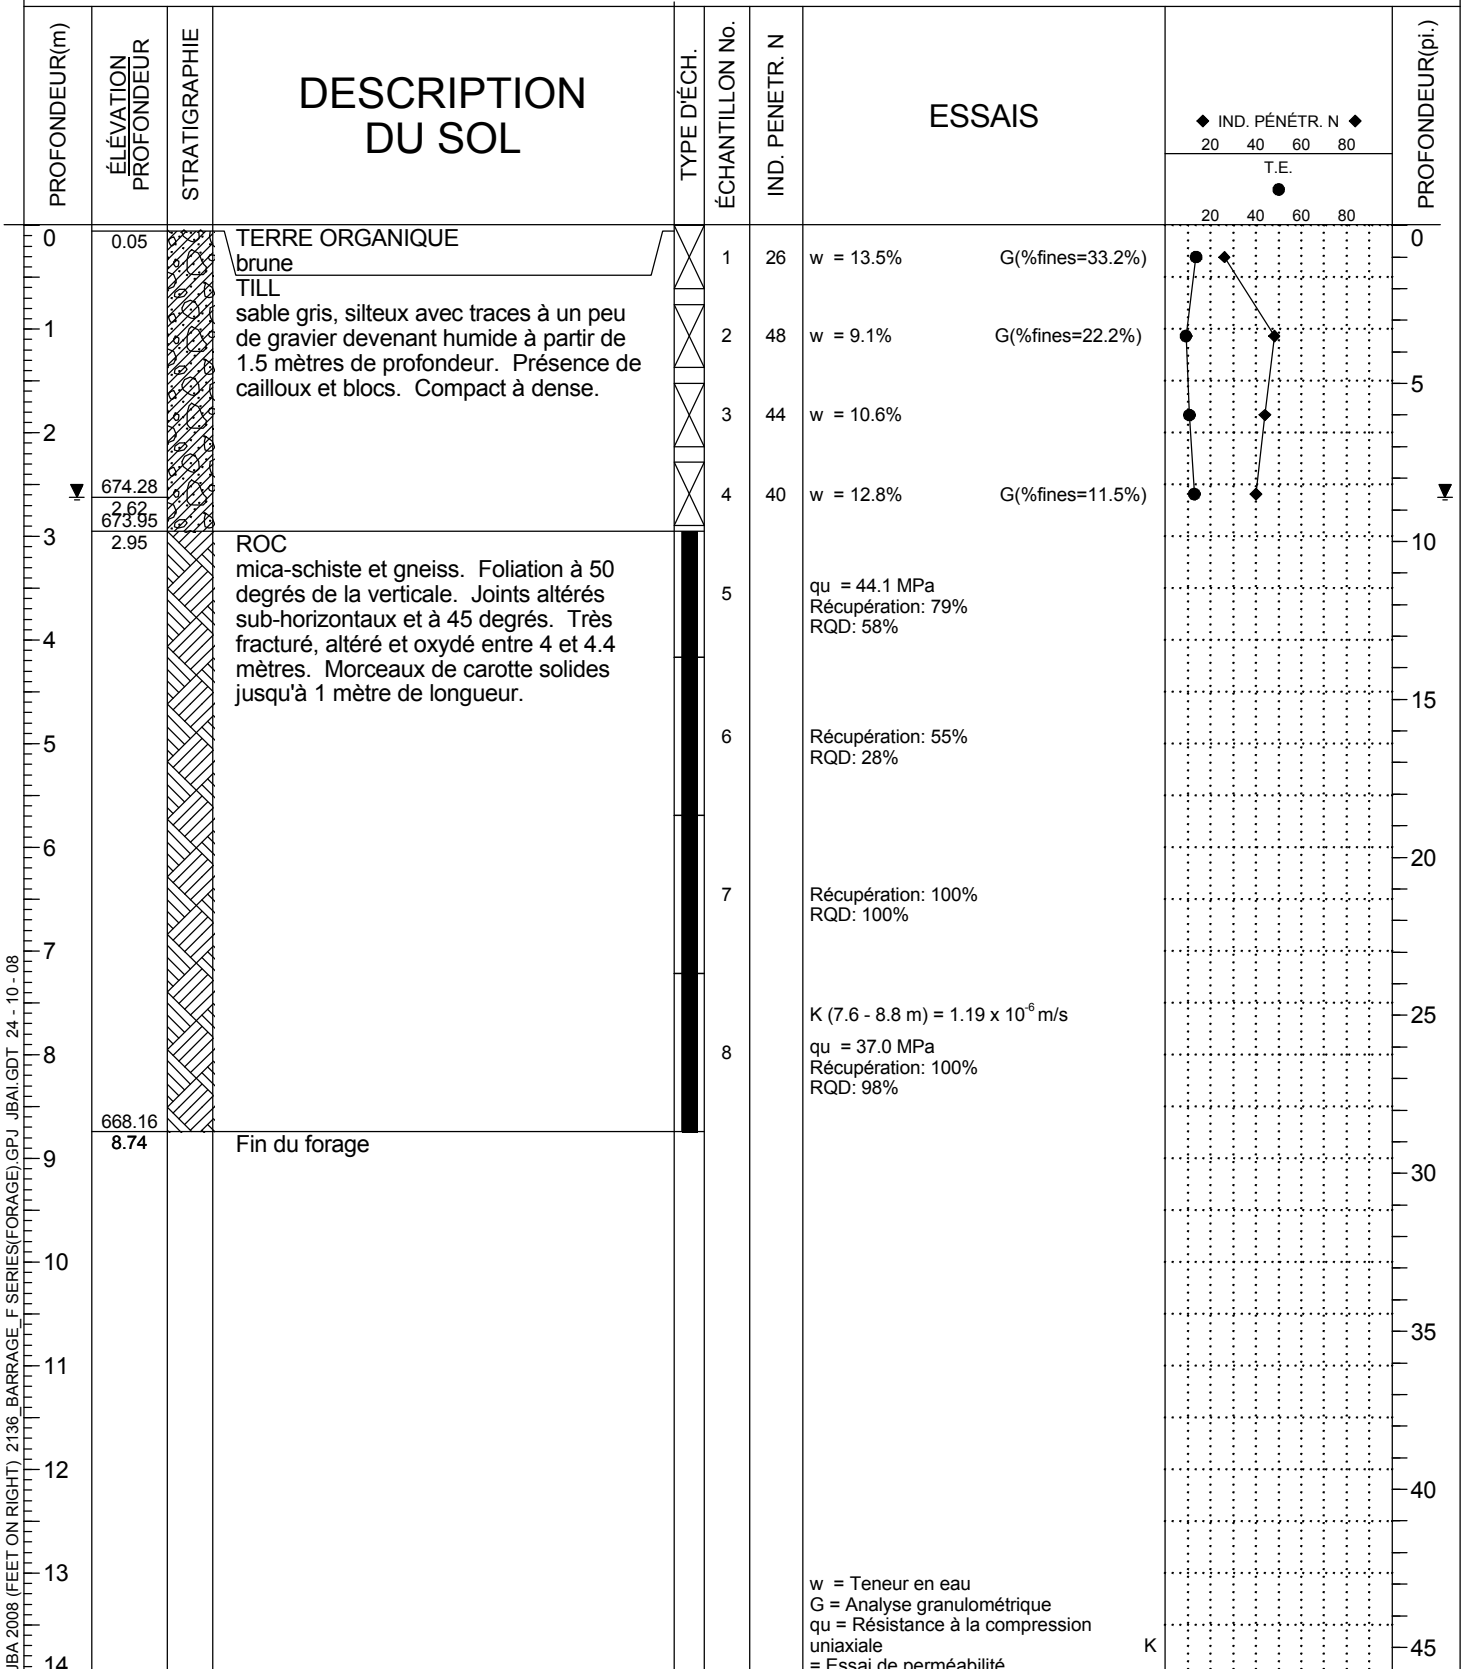 PROFONDEUR(m)
ÉLÉVATION
PROFONDEUR
STRATIGRAPHIE
DESCRIPTION
DU SOL
TYPE D'ÉCH.
ÉCHANTILLON No.
IND. PENETR. N
ESSAIS
◆ IND. PÉNÉTR. N ◆
20 40 60 80
T.E.
●
20 40 60 80
PROFONDEUR(pi.)
0
0.05
TERRE ORGANIQUE
brune
1 26 w = 13.5% G(%fines=33.2%)
0
TILL
sable gris, silteux avec traces à un peu
de gravier devenant humide à partir de
1.5 mètres de profondeur. Présence de
cailloux et blocs. Compact à dense.
1
2 48 w = 9.1% G(%fines=22.2%)
5
2
3 44 w = 10.6%
674.28
2.62
673.95
4 40 w = 12.8% G(%fines=11.5%)
3
2.95
ROC
mica-schiste et gneiss. Foliation à 50
degrés de la verticale. Joints altérés
sub-horizontaux et à 45 degrés. Très
fracturé, altéré et oxydé entre 4 et 4.4
mètres. Morceaux de carotte solides
jusqu'à 1 mètre de longueur.
10
5
qu = 44.1 MPa
Récupération: 79%
RQD: 58%
4
15
5
6
Récupération: 55%
RQD: 28%
6
20
7
Récupération: 100%
RQD: 100%
7
K (7.6 - 8.8 m) = 1.19 x 10⁻⁶ m/s
25
8
8
qu = 37.0 MPa
Récupération: 100%
RQD: 98%
668.16
8.74
Fin du forage
9
30
10
35
11
12
40
13
w = Teneur en eau
G = Analyse granulométrique
qu = Résistance à la compression
uniaxiale K
= Essai de perméabilité
45
14
JBA 2008 (FEET ON RIGHT) 2136_BARRAGE_F SERIES(FORAGE).GPJ JBAI.GDT 24 - 10 - 08